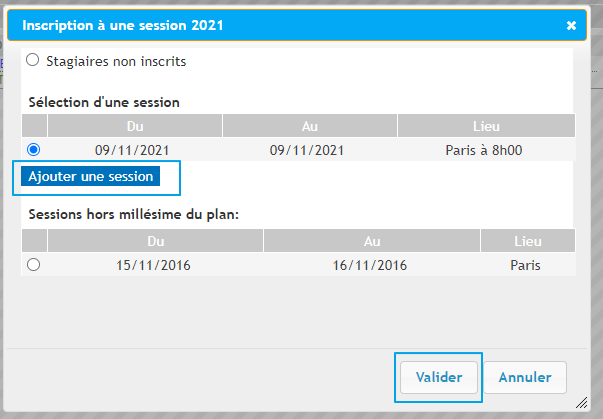 Inscription à une session 2021
Stagiaires non inscrits
Sélection d'une session
Du Au Lieu
09/11/2021 09/11/2021 Paris à 8h00
Ajouter une session
Sessions hors millésime du plan:
Du Au Lieu
15/11/2016 16/11/2016 Paris
Valider Annuler